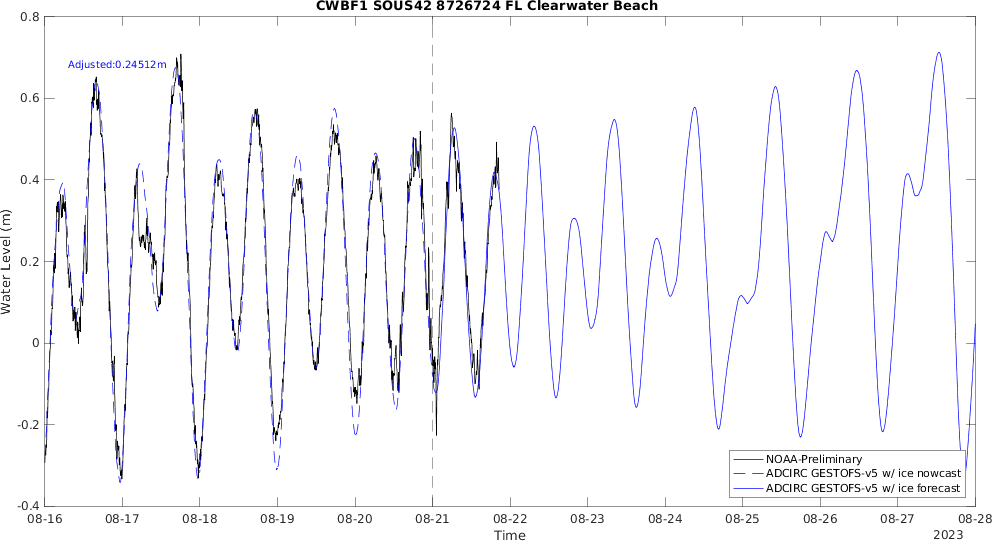 CWBF1 SOUS42 8726724 FL Clearwater Beach
Adjusted:0.24512m
Water Level (m)
0.8
0.6
0.4
0.2
0
-0.2
-0.4
NOAA-Preliminary
ADCIRC GESTOFS-v5 w/ ice nowcast
ADCIRC GESTOFS-v5 w/ ice forecast
08-16 08-17 08-18 08-19 08-20 08-21 08-22 08-23 08-24 08-25 08-26 08-27 08-28
Time
2023